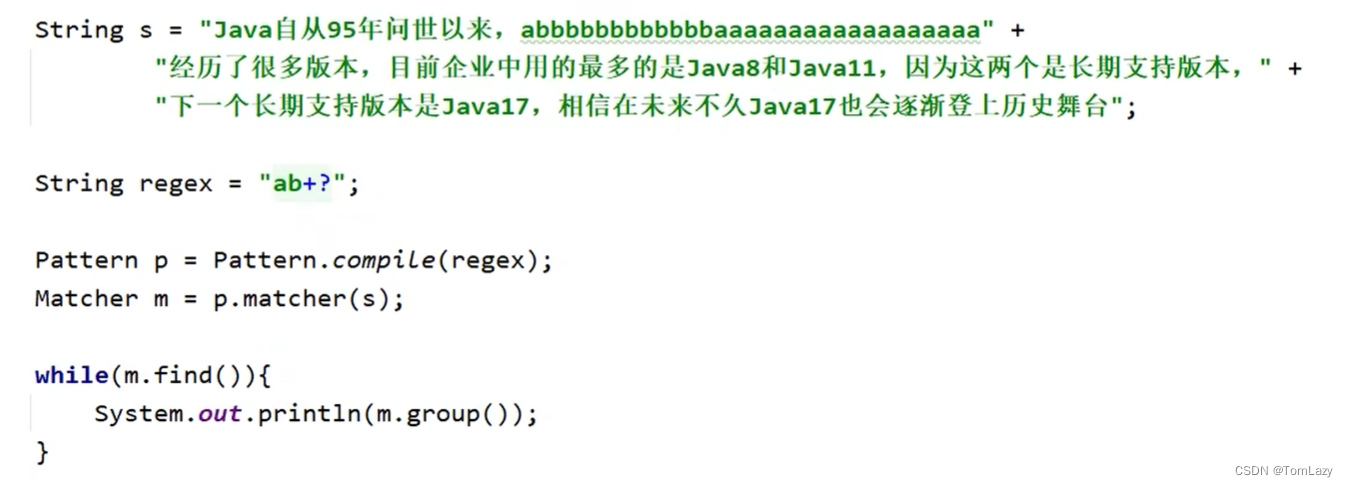 String s = "Java自从95年问世以来，abbbbbbbbbbbbaaaaaaaaaaaaaaaaaa" +
"经历了很多版本，目前企业中用的最多的是Java8和Java11，因为这两个是长期支持版本，" +
"下一个长期支持版本是Java17，相信在未来不久Java17也会逐渐登上历史舞台";
String regex = "ab+?";
Pattern p = Pattern.compile(regex);
Matcher m = p.matcher(s);
while(m.find()){
System.out.println(m.group());
}
CSDN @TomLazy